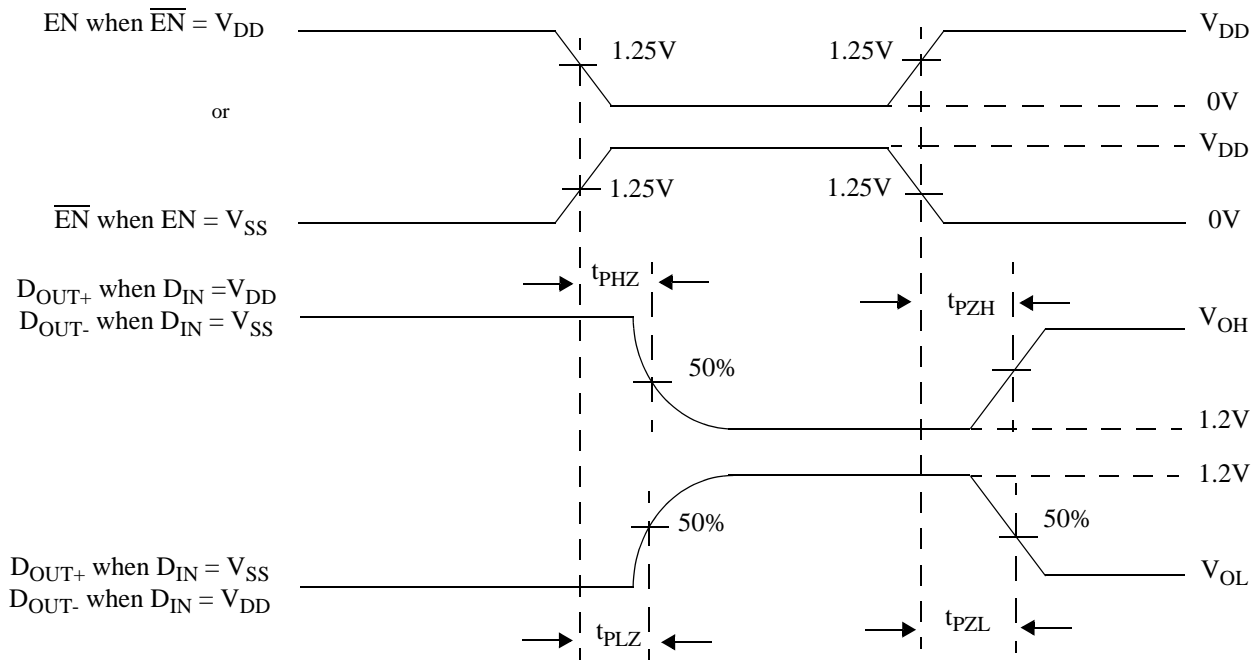 EN when EN = VDD
1.25V
1.25V
VDD
or
0V
VDD
1.25V
1.25V
EN when EN = VSS
0V
tPHZ
DOUT+ when DIN =VDD
DOUT- when DIN = VSS
tPZH
VOH
50%
1.2V
1.2V
50%
50%
DOUT+ when DIN = VSS
DOUT- when DIN = VDD
VOL
tPLZ
tPZL